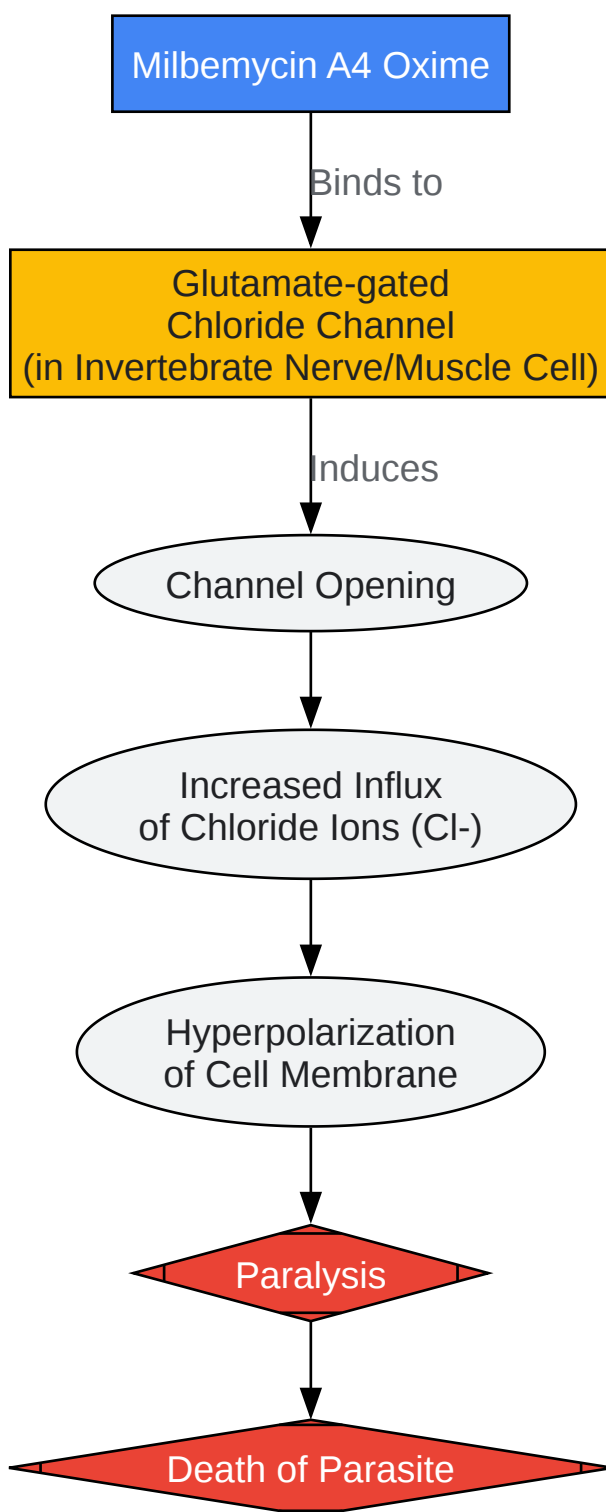 Milbemycin A4 Oxime
Binds to
Glutamate-gated
Chloride Channel
(in Invertebrate Nerve/Muscle Cell)
Induces
Channel Opening
Increased Influx
of Chloride Ions (Cl-)
Hyperpolarization
of Cell Membrane
Paralysis
Death of Parasite